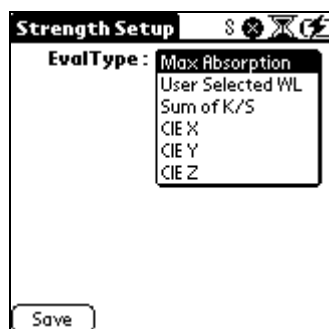 Strength Setup S
EvalType: Max Absorption
User Selected WL
Sum of K/S
CIE X
CIE Y
CIE Z
Save